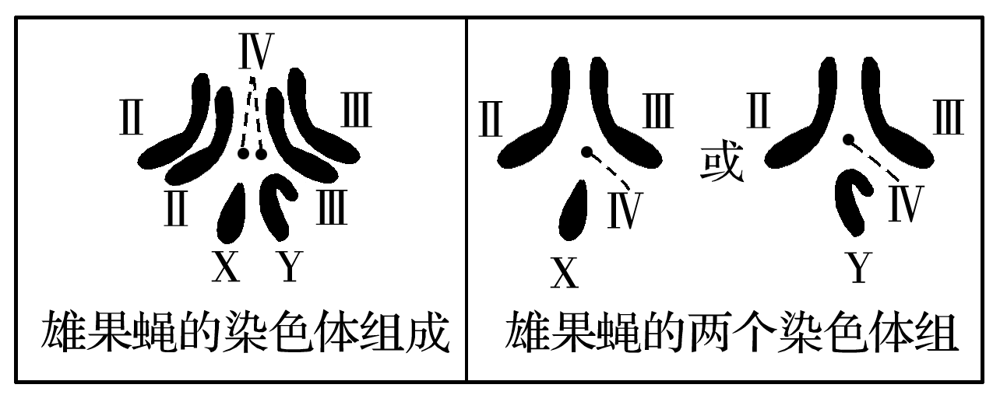 Ⅳ
Ⅱ Ⅲ
Ⅱ Ⅲ
X Y
雄果蝇的染色体组成
Ⅱ Ⅲ 或 Ⅱ Ⅲ
Ⅳ Ⅳ
X Y
雄果蝇的两个染色体组